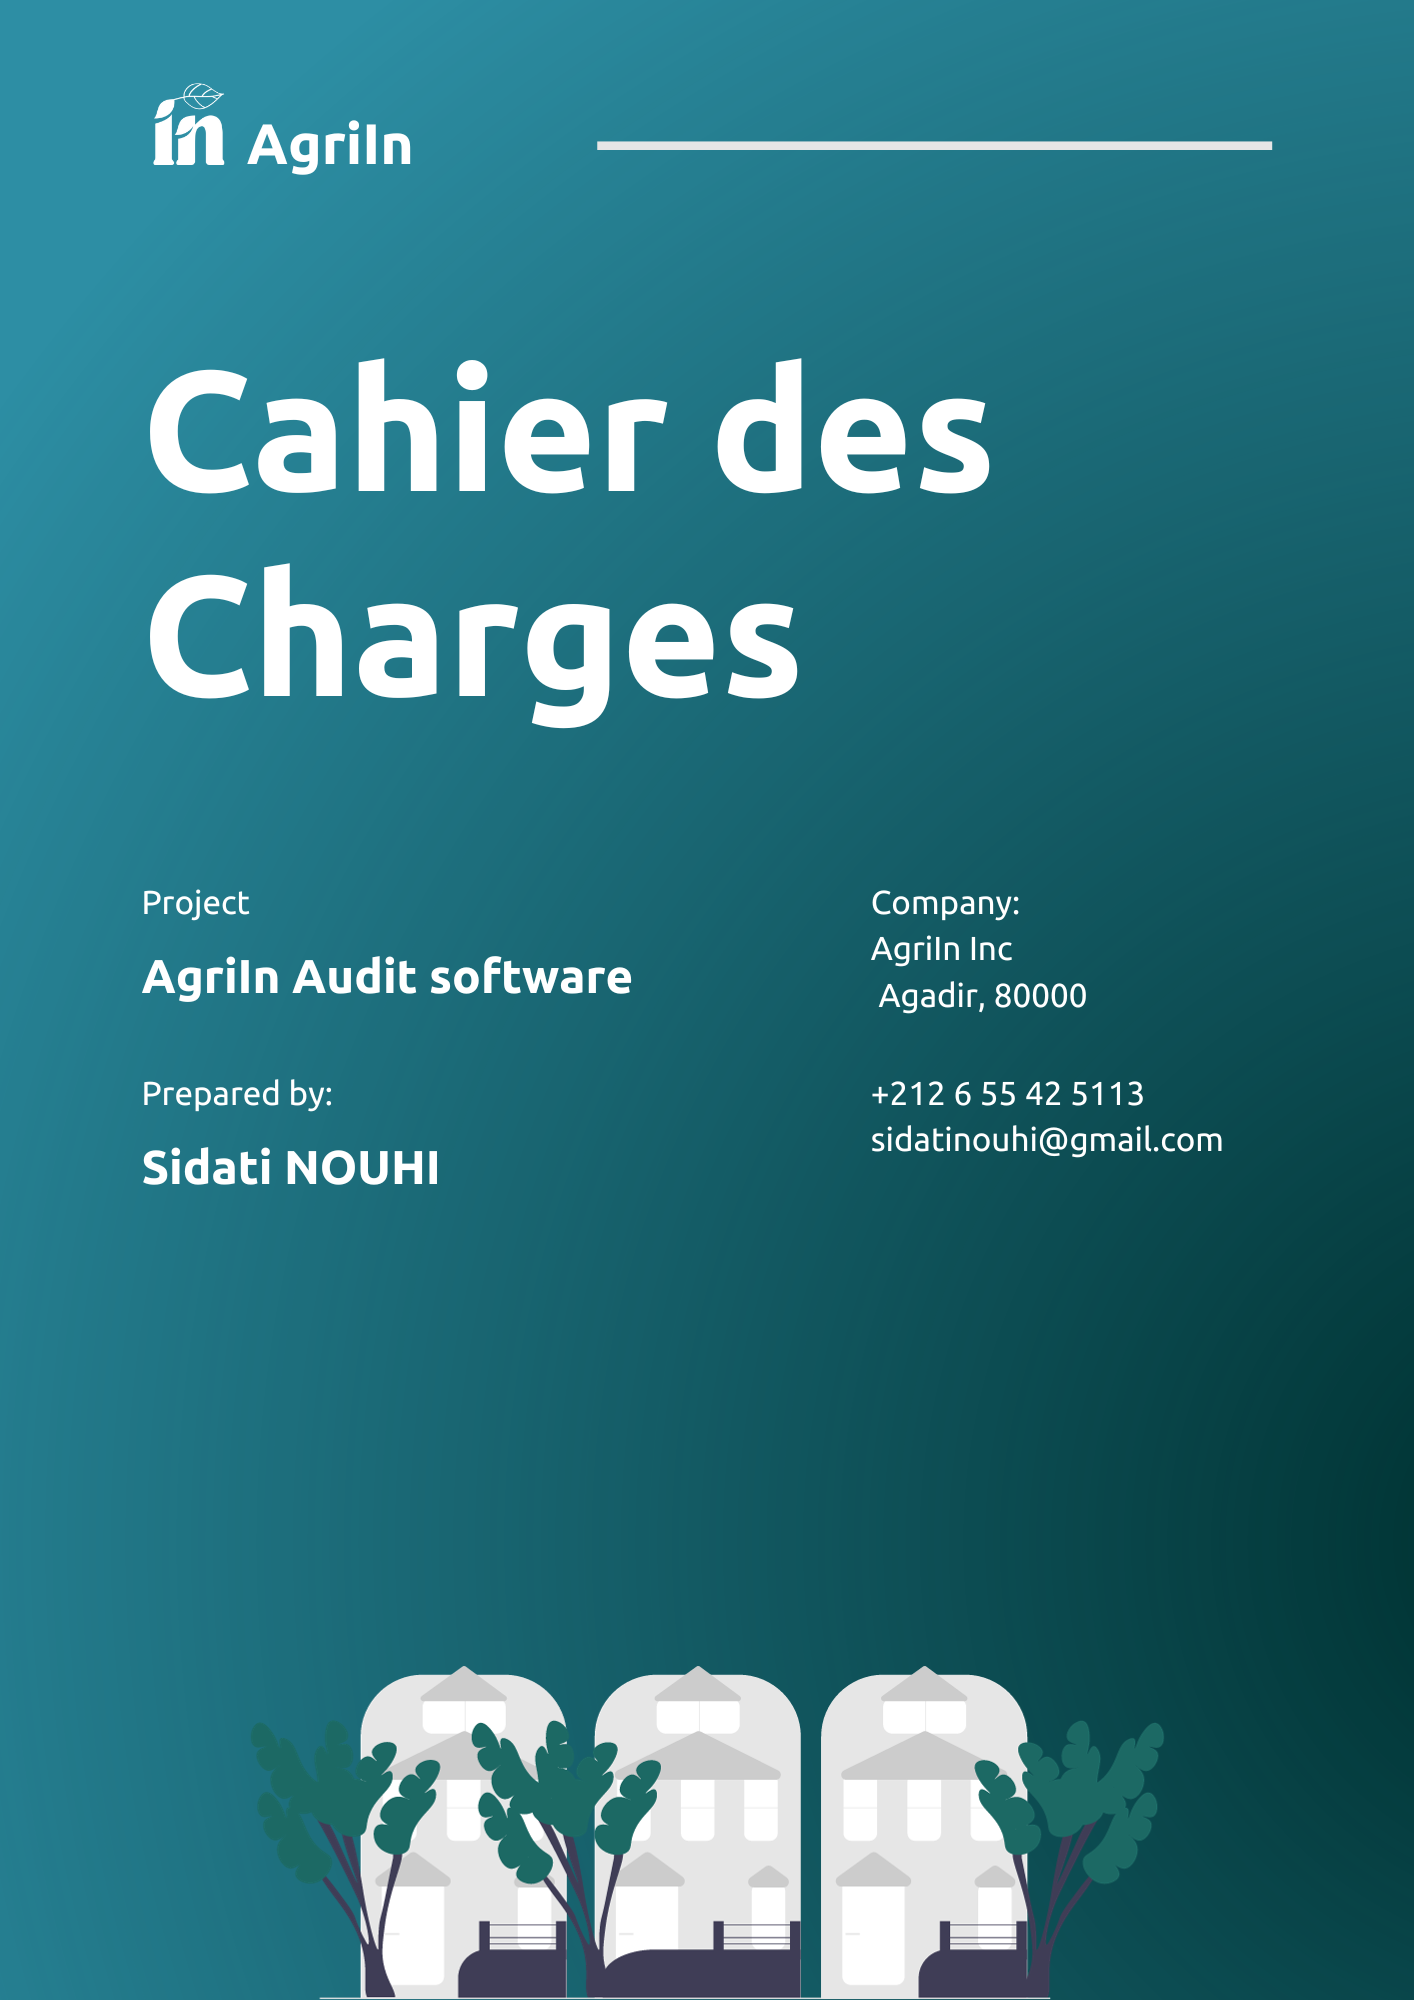 in AgriIn
Cahier des
Charges
Project
AgriIn Audit software
Prepared by:
Sidati NOUHI
Company:
AgriIn Inc
Agadir, 80000
+212 6 55 42 5113
sidatinouhi@gmail.com